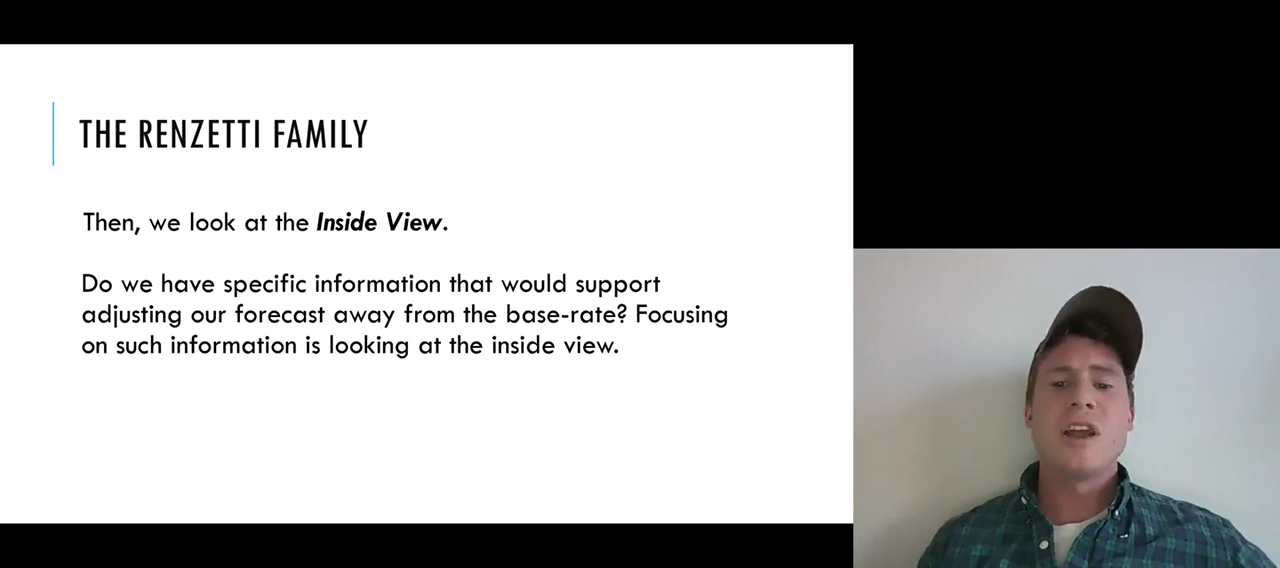 THE RENZETTI FAMILY
Then, we look at the Inside View.
Do we have specific information that would support
adjusting our forecast away from the base-rate? Focusing
on such information is looking at the inside view.